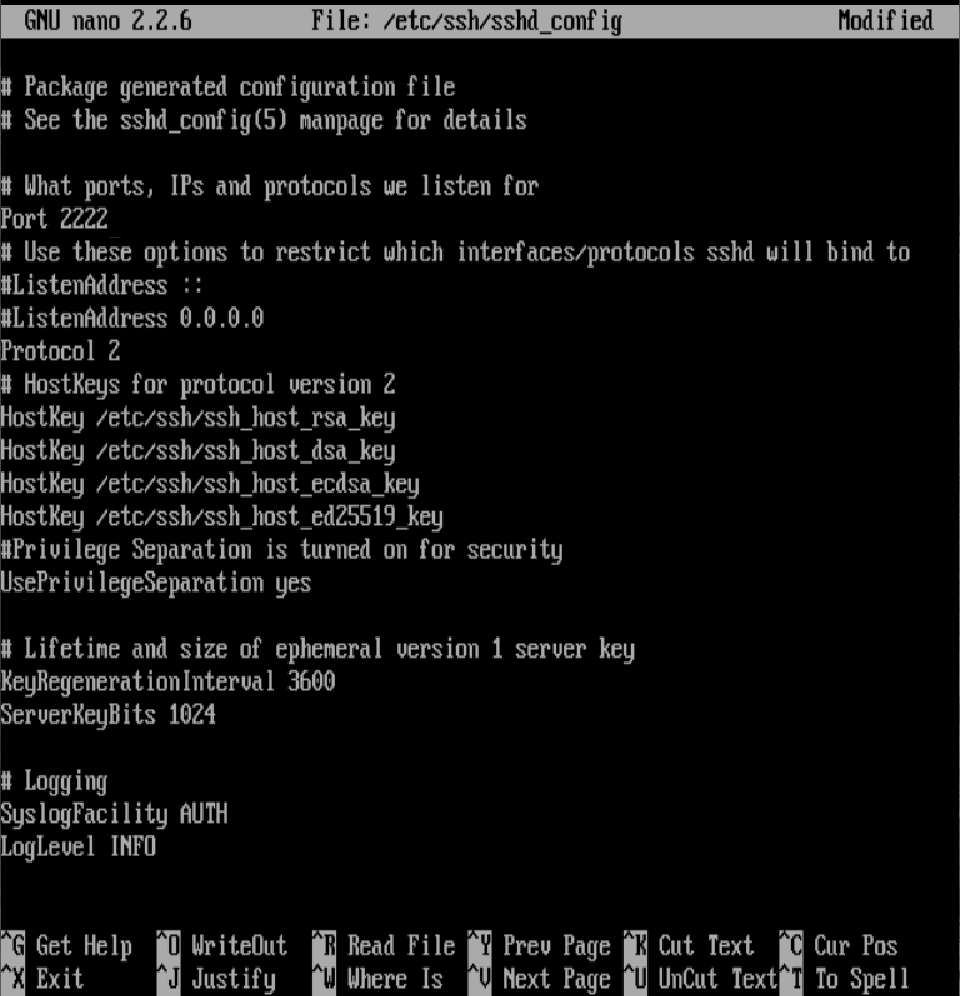 GNU nano 2.2.6 File: /etc/ssh/sshd_config Modified
# Package generated configuration file
# See the sshd_config(5) manpage for details
# What ports, IPs and protocols we listen for
Port 2222
# Use these options to restrict which interfaces/protocols sshd will bind to
#ListenAddress ::
#ListenAddress 0.0.0.0
Protocol 2
# HostKeys for protocol version 2
HostKey /etc/ssh/ssh_host_rsa_key
HostKey /etc/ssh/ssh_host_dsa_key
HostKey /etc/ssh/ssh_host_ecdsa_key
HostKey /etc/ssh/ssh_host_ed25519_key
#Privilege Separation is turned on for security
UsePrivilegeSeparation yes
# Lifetime and size of ephemeral version 1 server key
KeyRegenerationInterval 3600
ServerKeyBits 1024
# Logging
SyslogFacility AUTH
LogLevel INFO
^G Get Help ^O WriteOut ^R Read File ^Y Prev Page ^K Cut Text ^C Cur Pos
^X Exit ^J Justify ^W Where Is ^V Next Page ^U UnCut Text ^T To Spell